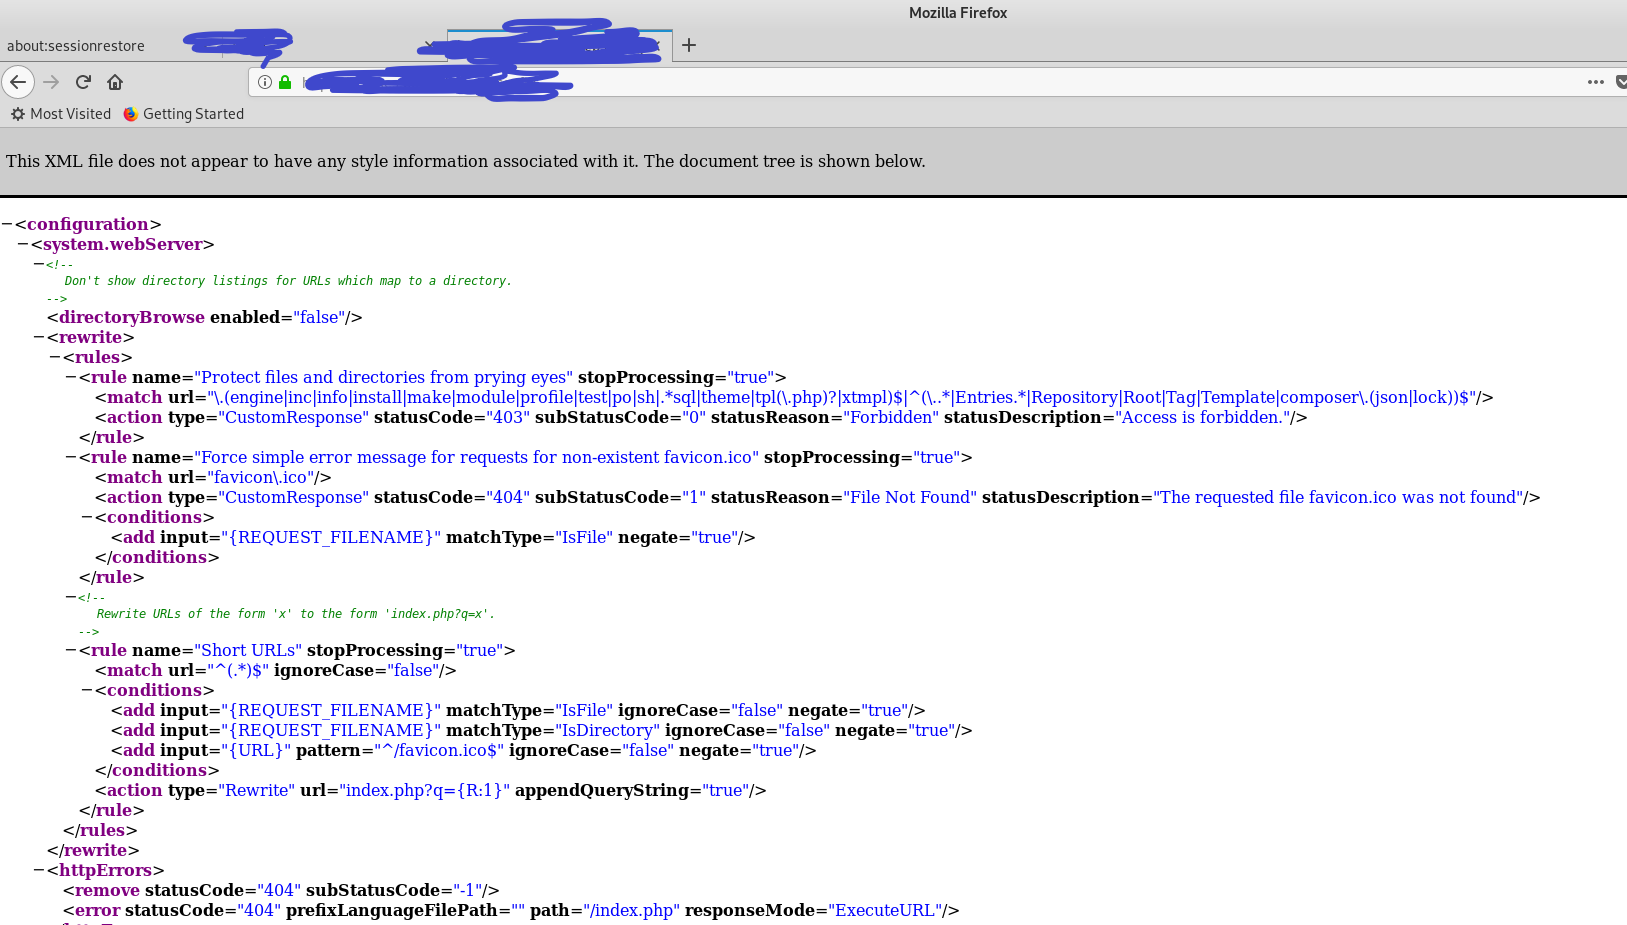 Mozilla Firefox
about:sessionrestore
Most Visited Getting Started
This XML file does not appear to have any style information associated with it. The document tree is shown below.
−<configuration>
−<system.webServer>
−<!--
Don't show directory listings for URLs which map to a directory.
-->
<directoryBrowse enabled="false"/>
−<rewrite>
−<rules>
−<rule name="Protect files and directories from prying eyes" stopProcessing="true">
<match url="\.(engine|inc|info|install|make|module|profile|test|po|sh|.*sql|theme|tpl(\.php)?|xtmpl)$|^(\..*|Entries.*|Repository|Root|Tag|Template|composer\.(json|lock))$"/>
<action type="CustomResponse" statusCode="403" subStatusCode="0" statusReason="Forbidden" statusDescription="Access is forbidden."/>
</rule>
−<rule name="Force simple error message for requests for non-existent favicon.ico" stopProcessing="true">
<match url="favicon\.ico"/>
<action type="CustomResponse" statusCode="404" subStatusCode="1" statusReason="File Not Found" statusDescription="The requested file favicon.ico was not found"/>
−<conditions>
<add input="{REQUEST_FILENAME}" matchType="IsFile" negate="true"/>
</conditions>
</rule>
−<!--
Rewrite URLs of the form 'x' to the form 'index.php?q=x'.
-->
−<rule name="Short URLs" stopProcessing="true">
<match url="^(.*)$" ignoreCase="false"/>
−<conditions>
<add input="{REQUEST_FILENAME}" matchType="IsFile" ignoreCase="false" negate="true"/>
<add input="{REQUEST_FILENAME}" matchType="IsDirectory" ignoreCase="false" negate="true"/>
<add input="{URL}" pattern="^/favicon.ico$" ignoreCase="false" negate="true"/>
</conditions>
<action type="Rewrite" url="index.php?q={R:1}" appendQueryString="true"/>
</rule>
</rules>
</rewrite>
−<httpErrors>
<remove statusCode="404" subStatusCode="-1"/>
<error statusCode="404" prefixLanguageFilePath="" path="/index.php" responseMode="ExecuteURL"/>